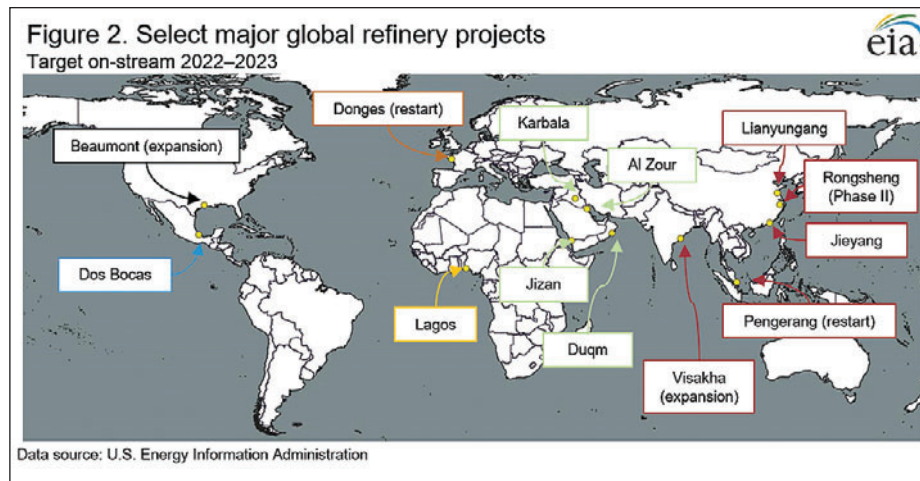 Figure 2. Select major global refinery projects
Target on-stream 2022–2023
eia
Donges (restart)
Karbala
Lianyungang
Beaumont (expansion)
Al Zour
Rongsheng
(Phase II)
Jieyang
Dos Bocas
Jizan
Lagos
Pengerang (restart)
Duqm
Visakha
(expansion)
Data source: U.S. Energy Information Administration